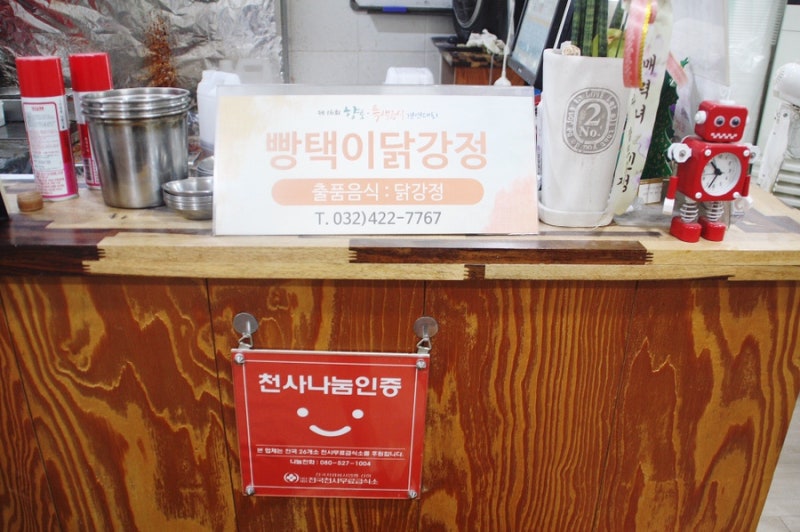 빵택이닭강정
출품음식 : 닭강정
T. 032)422-7767
No. 2
천사나눔인증
본 업체는 전국 26개소 천사무료급식소를 후원합니다.
나눔전화 : 080-827-1004
전국천사무료급식소